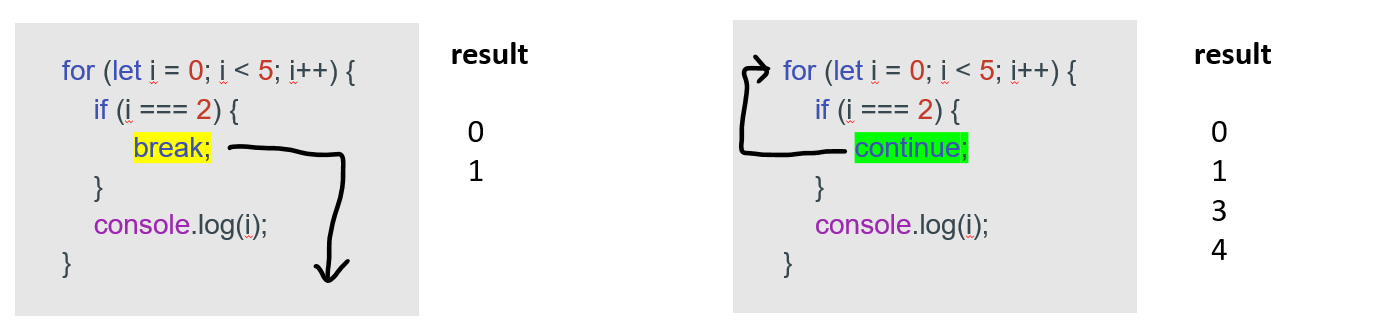 for (let i = 0; i < 5; i++) {
if (i === 2) {
break;
}
console.log(i);
}
result
0
1
for (let i = 0; i < 5; i++) {
if (i === 2) {
continue;
}
console.log(i);
}
result
0
1
3
4